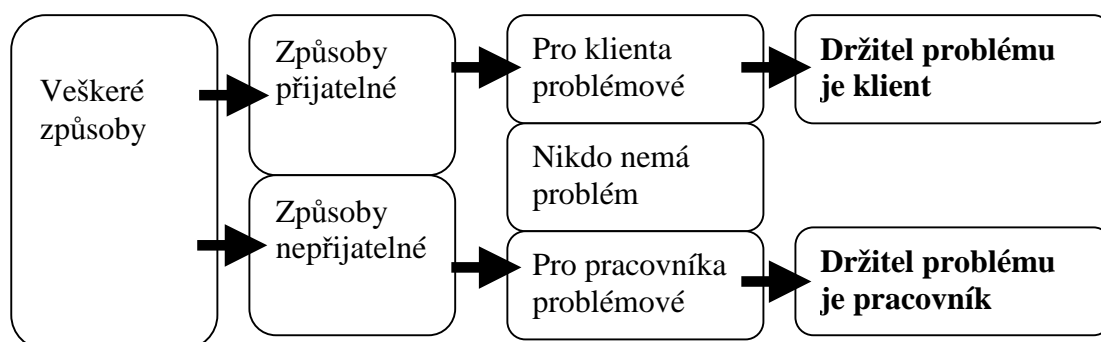 Veškeré
způsoby
Způsoby
přijatelné
Způsoby
nepřijatelné
Pro klienta
problémové
Nikdo nemá
problém
Pro pracovníka
problémové
Držitel problému
je klient
Držitel problému
je pracovník